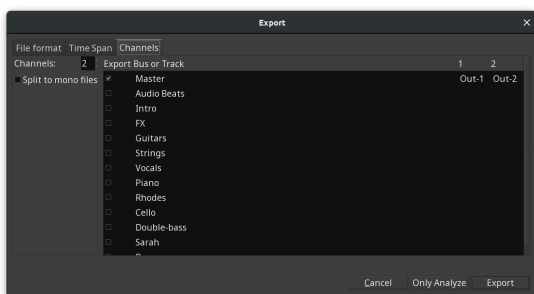 Export
File format Time Span Channels
Channels: 2 Export Bus or Track 1 2
Split to mono files Master Out-1 Out-2
Audio Beats
Intro
FX
Guitars
Strings
Vocals
Piano
Rhodes
Cello
Double-bass
Sarah
Cancel Only Analyze Export